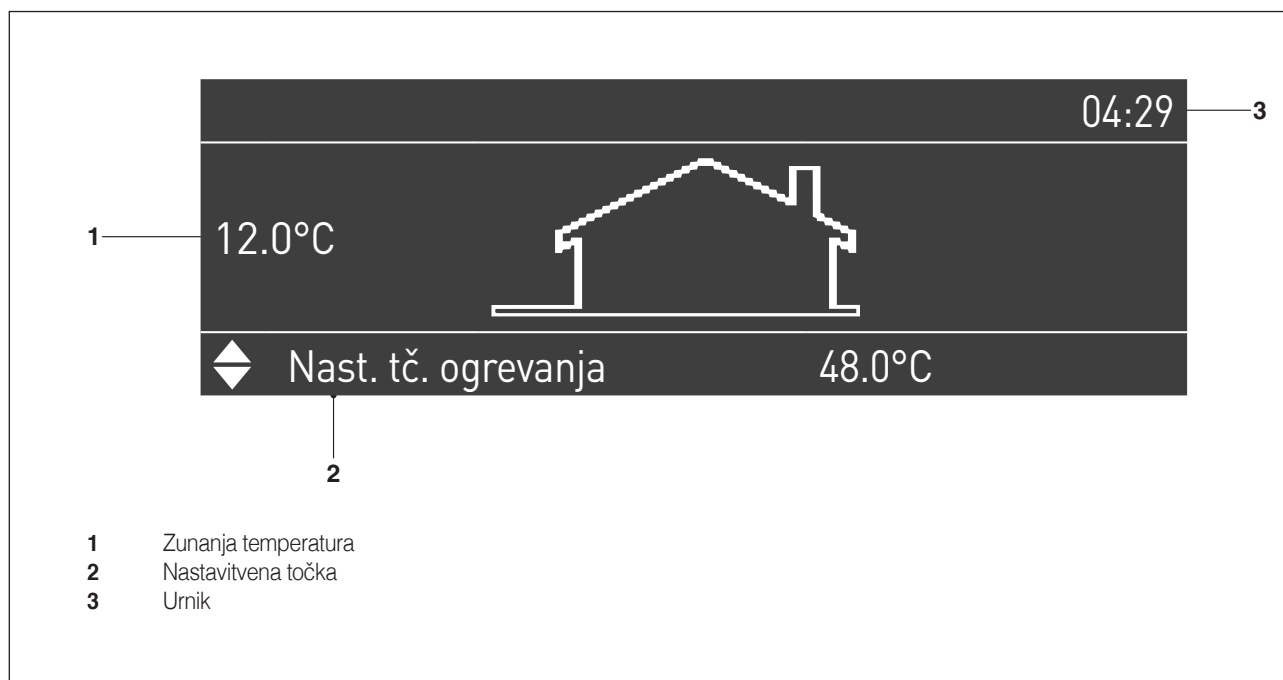 04:29
3
1
12.0°C
Nast. tč. ogrevanja 48.0°C
2
1 Zunanja temperatura
2 Nastavitvena točka
3 Urnik